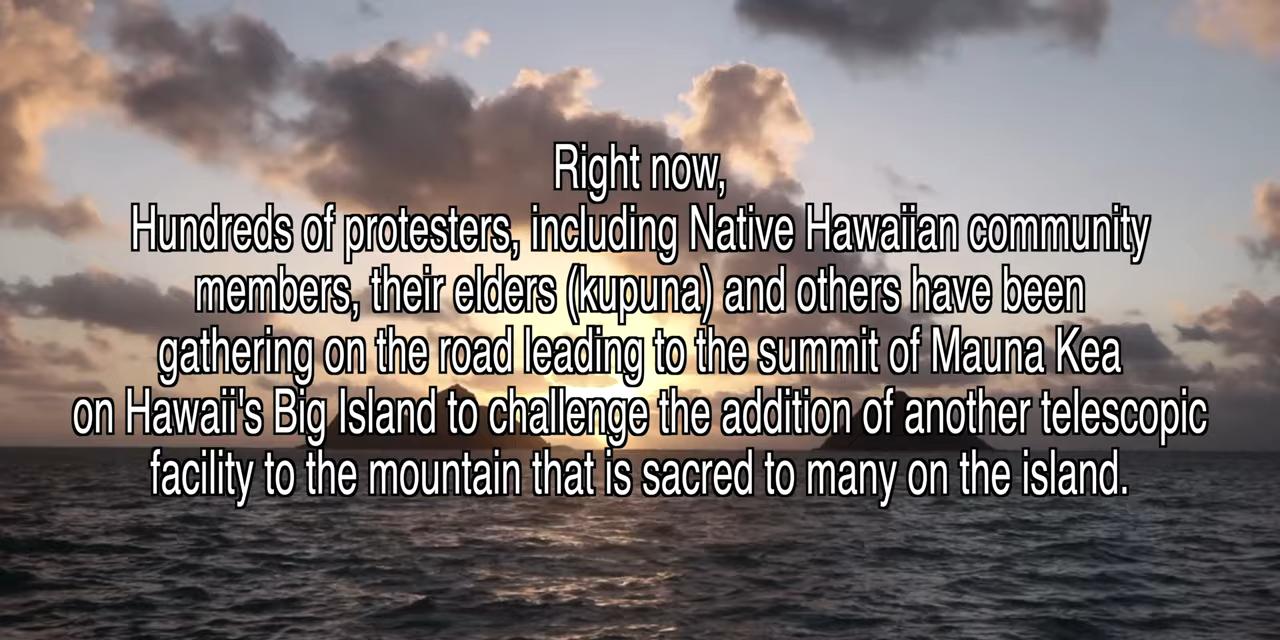 Right now,
Hundreds of protesters, including Native Hawaiian community
members, their elders (kupuna) and others have been
gathering on the road leading to the summit of Mauna Kea
on Hawaii's Big Island to challenge the addition of another telescopic
facility to the mountain that is sacred to many on the island.